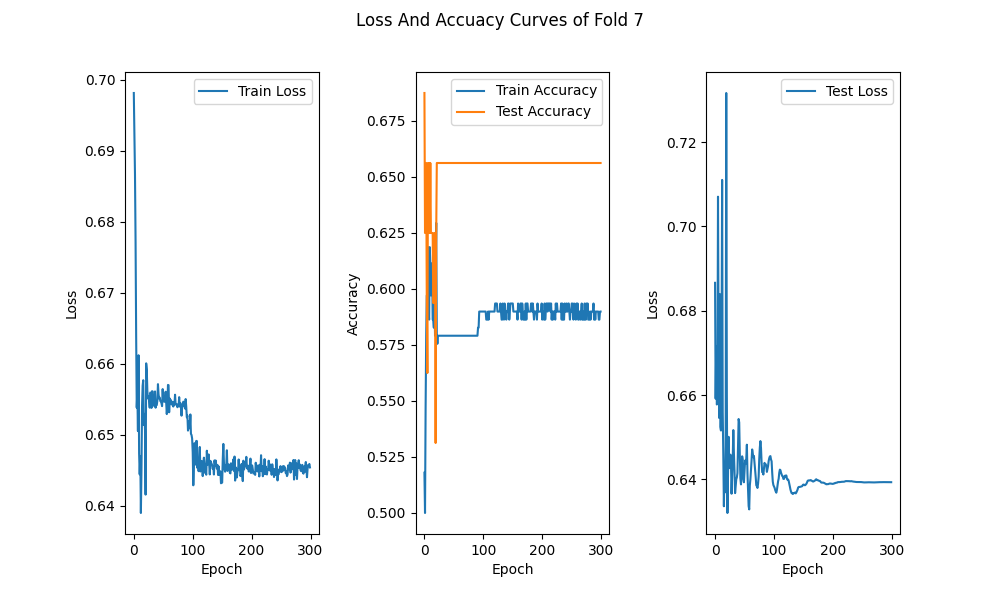 Loss And Accuacy Curves of Fold 7
0.70
0.69
0.68
0.67
0.66
0.65
0.64
Loss
0
100
200
300
Epoch
Train Loss
0.675
0.650
0.625
0.600
0.575
0.550
0.525
0.500
Accuracy
0
100
200
300
Epoch
Train Accuracy
Test Accuracy
0.72
0.70
0.68
0.66
0.64
Loss
0
100
200
300
Epoch
Test Loss